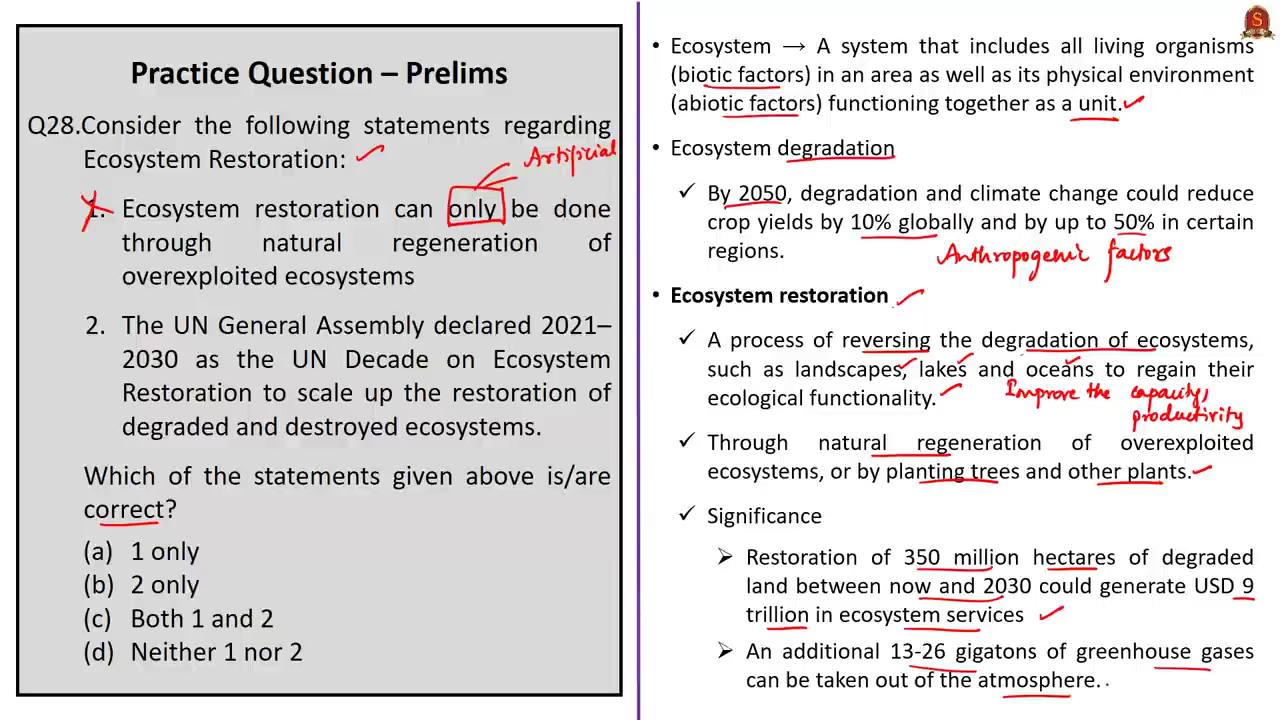 Practice Question – Prelims
Q28.Consider the following statements regarding
Ecosystem Restoration:
Artificial
1. Ecosystem restoration can only be done
through natural regeneration of
overexploited ecosystems
2. The UN General Assembly declared 2021–
2030 as the UN Decade on Ecosystem
Restoration to scale up the restoration of
degraded and destroyed ecosystems.
Which of the statements given above is/are
correct?
(a) 1 only
(b) 2 only
(c) Both 1 and 2
(d) Neither 1 nor 2
• Ecosystem → A system that includes all living organisms
(biotic factors) in an area as well as its physical environment
(abiotic factors) functioning together as a unit.
• Ecosystem degradation
✓ By 2050, degradation and climate change could reduce
crop yields by 10% globally and by up to 50% in certain
regions.
Anthropogenic factors
• Ecosystem restoration
✓ A process of reversing the degradation of ecosystems,
such as landscapes, lakes and oceans to regain their
ecological functionality.
Improve the capacity,
productivity
✓ Through natural regeneration of overexploited
ecosystems, or by planting trees and other plants.
✓ Significance
➢ Restoration of 350 million hectares of degraded
land between now and 2030 could generate USD 9
trillion in ecosystem services
➢ An additional 13-26 gigatons of greenhouse gases
can be taken out of the atmosphere.